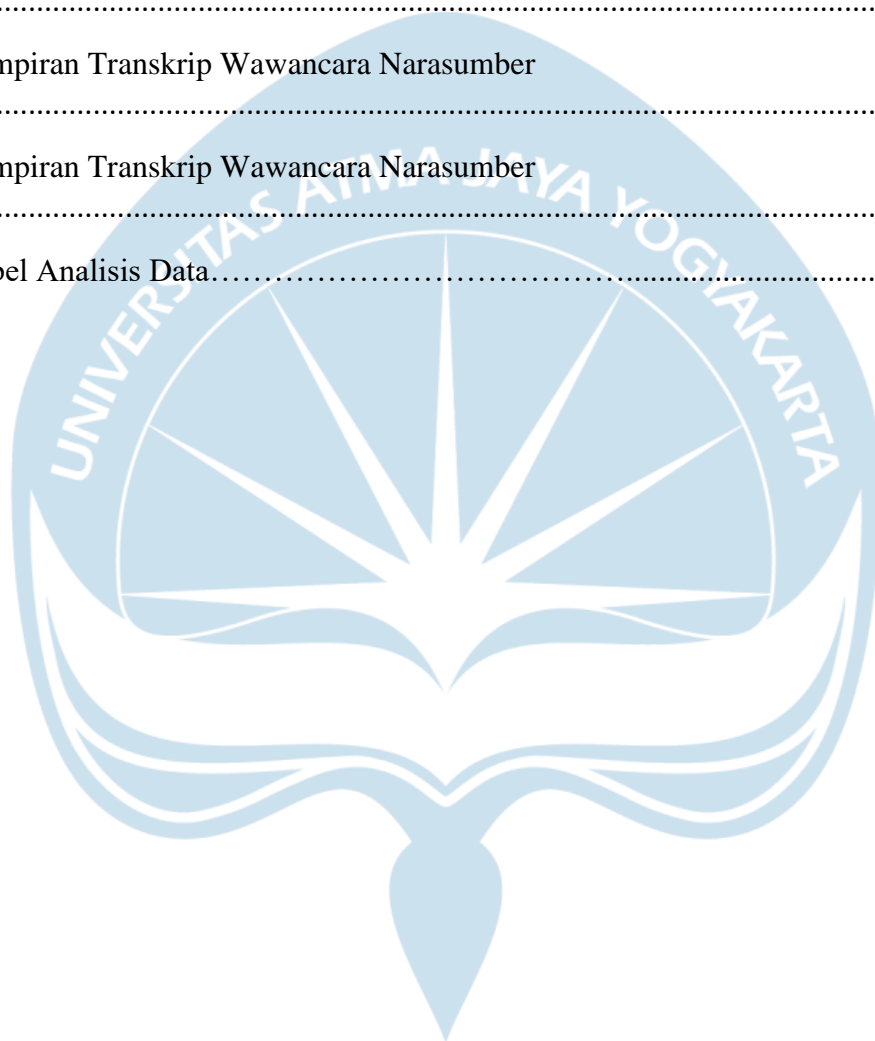 ...............................................................................................................
mpiran Transkrip Wawancara Narasumber
...............................................................................................................
mpiran Transkrip Wawancara Narasumber
...............................................................................................................
bel Analisis Data……………………………………...............................
UNIVERSITAS ATMA JAYA YOGYAKARTA